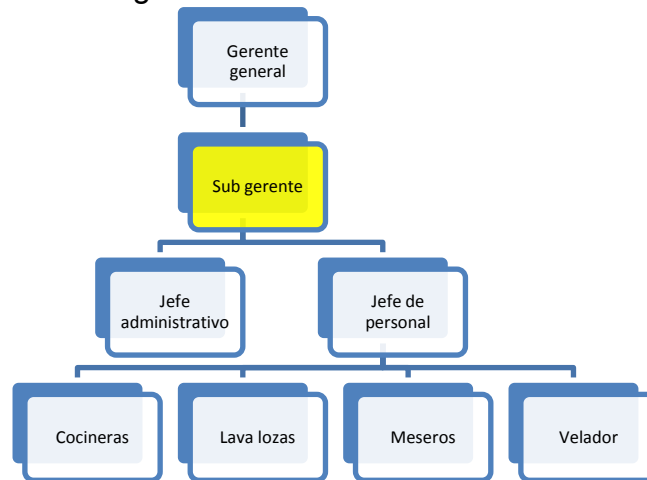 Gerente
general
Sub gerente
Jefe
administrativo
Jefe de
personal
Cocineras
Lava lozas
Meseros
Velador